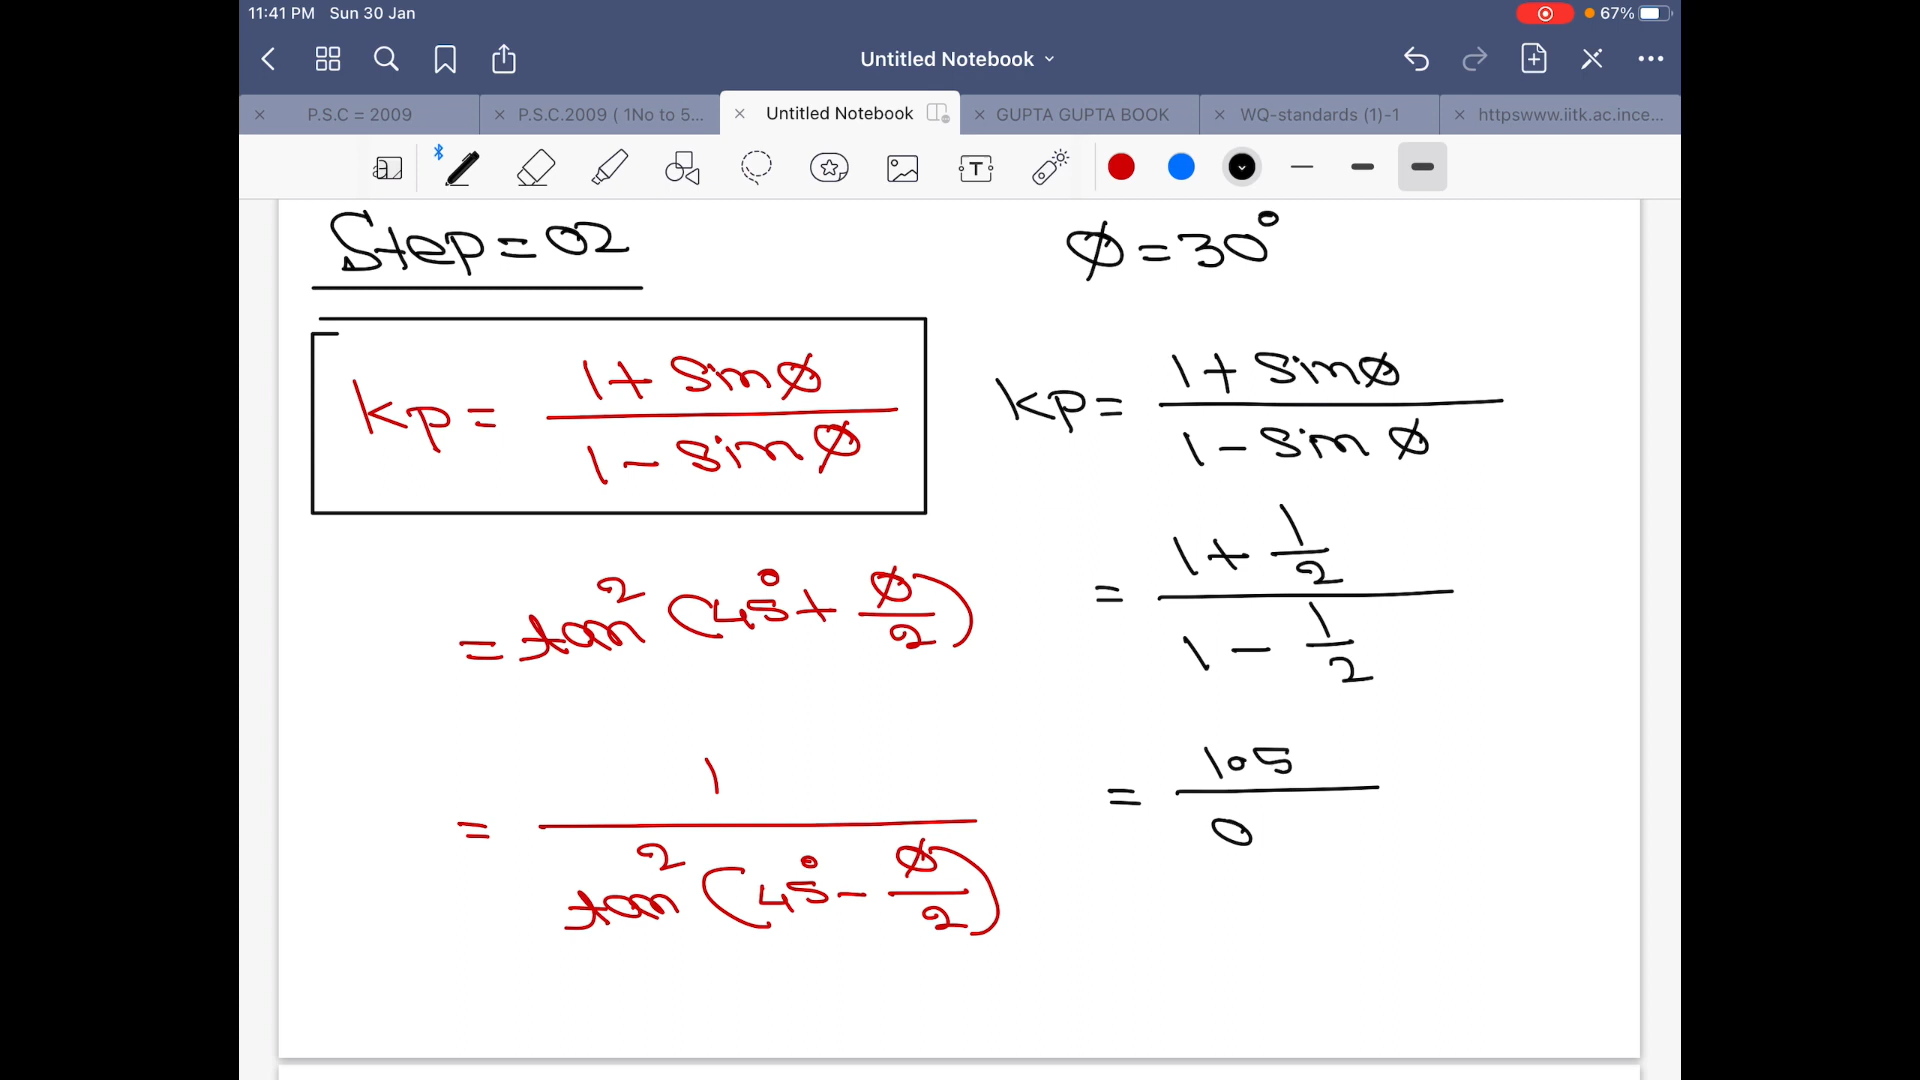 11:41 PM Sun 30 Jan
67%
Untitled Notebook
P.S.C = 2009
P.S.C.2009 ( 1No to 5...
Untitled Notebook
GUPTA GUPTA BOOK
WQ-standards (1)-1
httpswww.iitk.ac.ince...
Step = 02
kp = 1 + sin φ / 1 - sin φ
= tan² (45° + φ/2)
= 1 / tan² (45° - φ/2)
φ = 30°
kp = 1 + sin φ / 1 - sin φ
= 1 + 1/2 / 1 - 1/2
= 1.5 / 0